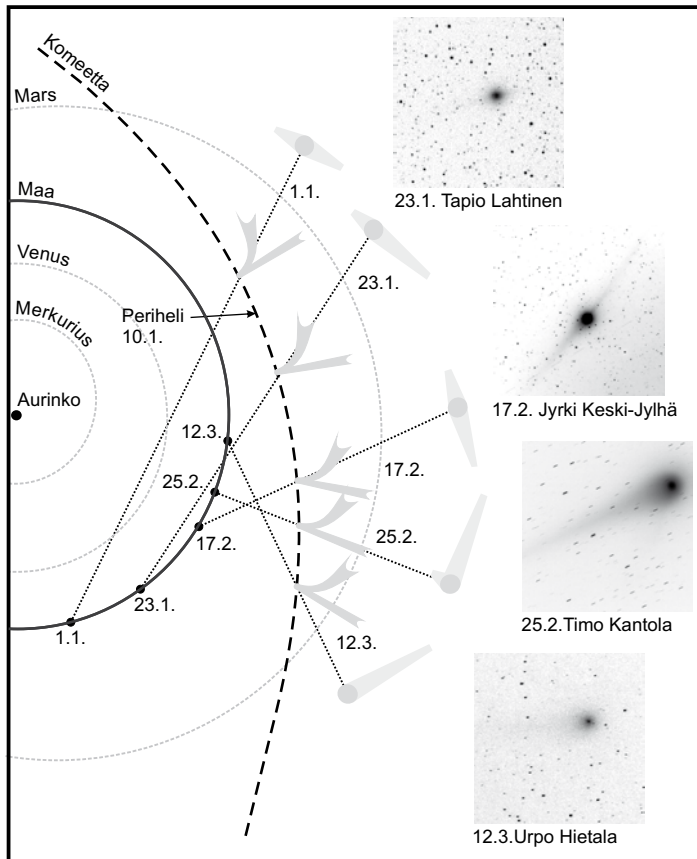 Komeetta
Mars
Maa
Venus
Merkurius
Periheli
10.1.
Aurinko
1.1.
23.1.
17.2.
25.2.
12.3.
12.3.
25.2.
17.2.
23.1.
1.1.
23.1. Tapio Lahtinen
17.2. Jyrki Keski-Jylhä
25.2.Timo Kantola
12.3.Urpo Hietala